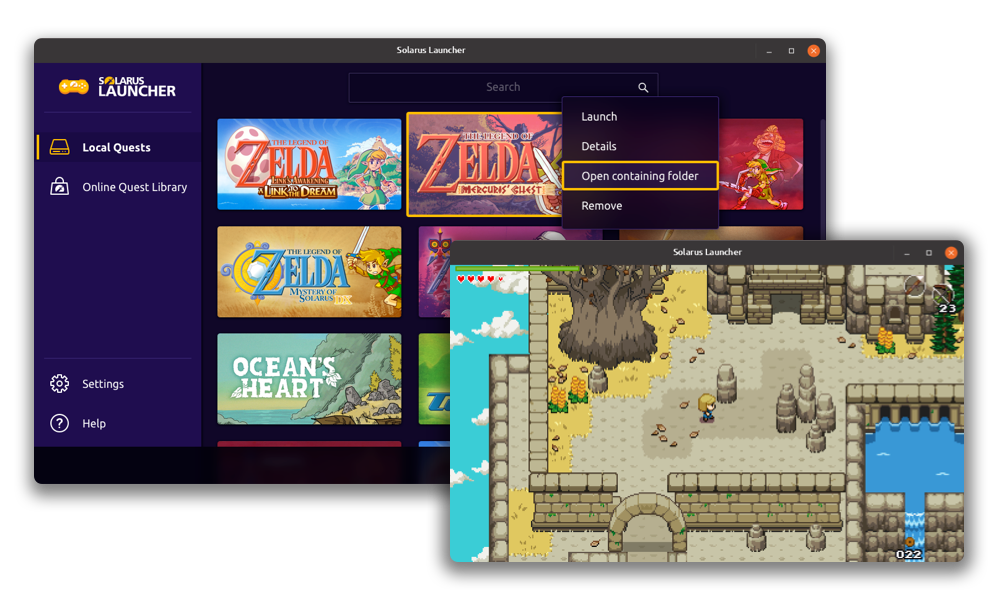 Solarus Launcher
SOLARUS
LAUNCHER
Search
Local Quests
Online Quest Library
Settings
Help
THE LEGEND OF
ZELDA
LINK'S AWAKENING
A LINK TO THE DREAM
THE LEGEND OF
ZELDA
MERCURIS' CHEST
Launch
Details
Open containing folder
Remove
THE LEGEND OF
ZELDA
MYSTERY OF
SOLARUS DX
OCEAN'S
HEART
Solarus Launcher
23
022